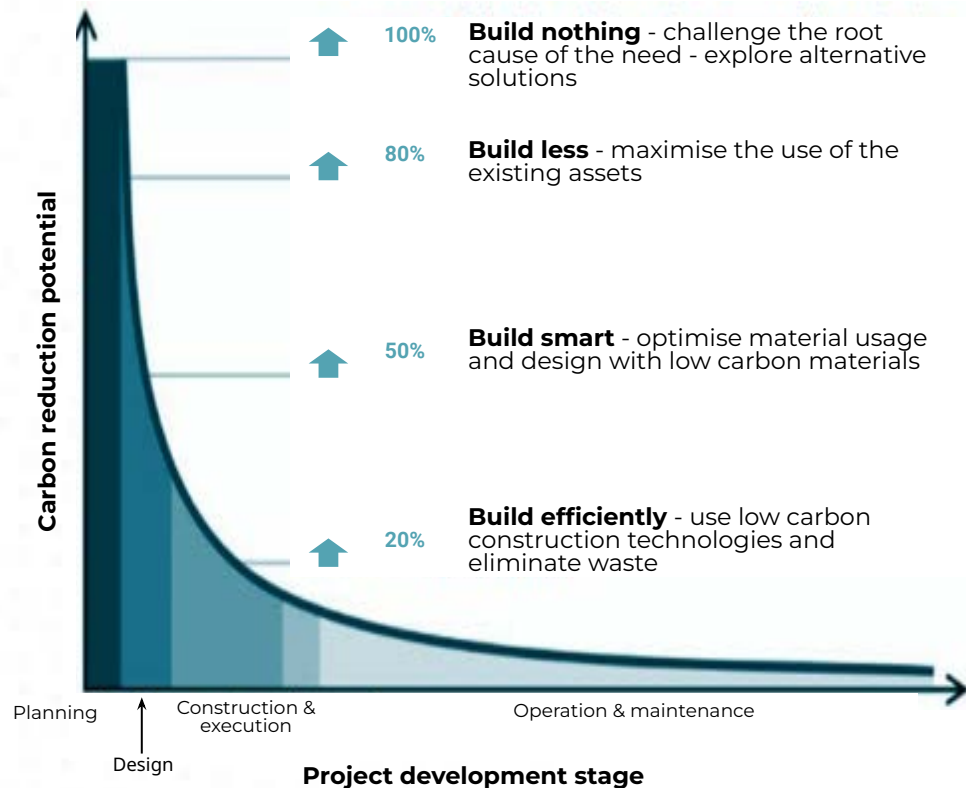 100%
Build nothing - challenge the root
cause of the need - explore alternative
solutions
80%
Build less - maximise the use of the
existing assets
50%
Build smart - optimise material usage
and design with low carbon materials
20%
Build efficiently - use low carbon
construction technologies and
eliminate waste
Carbon reduction potential
Planning
Design
Construction &
execution
Operation & maintenance
Project development stage